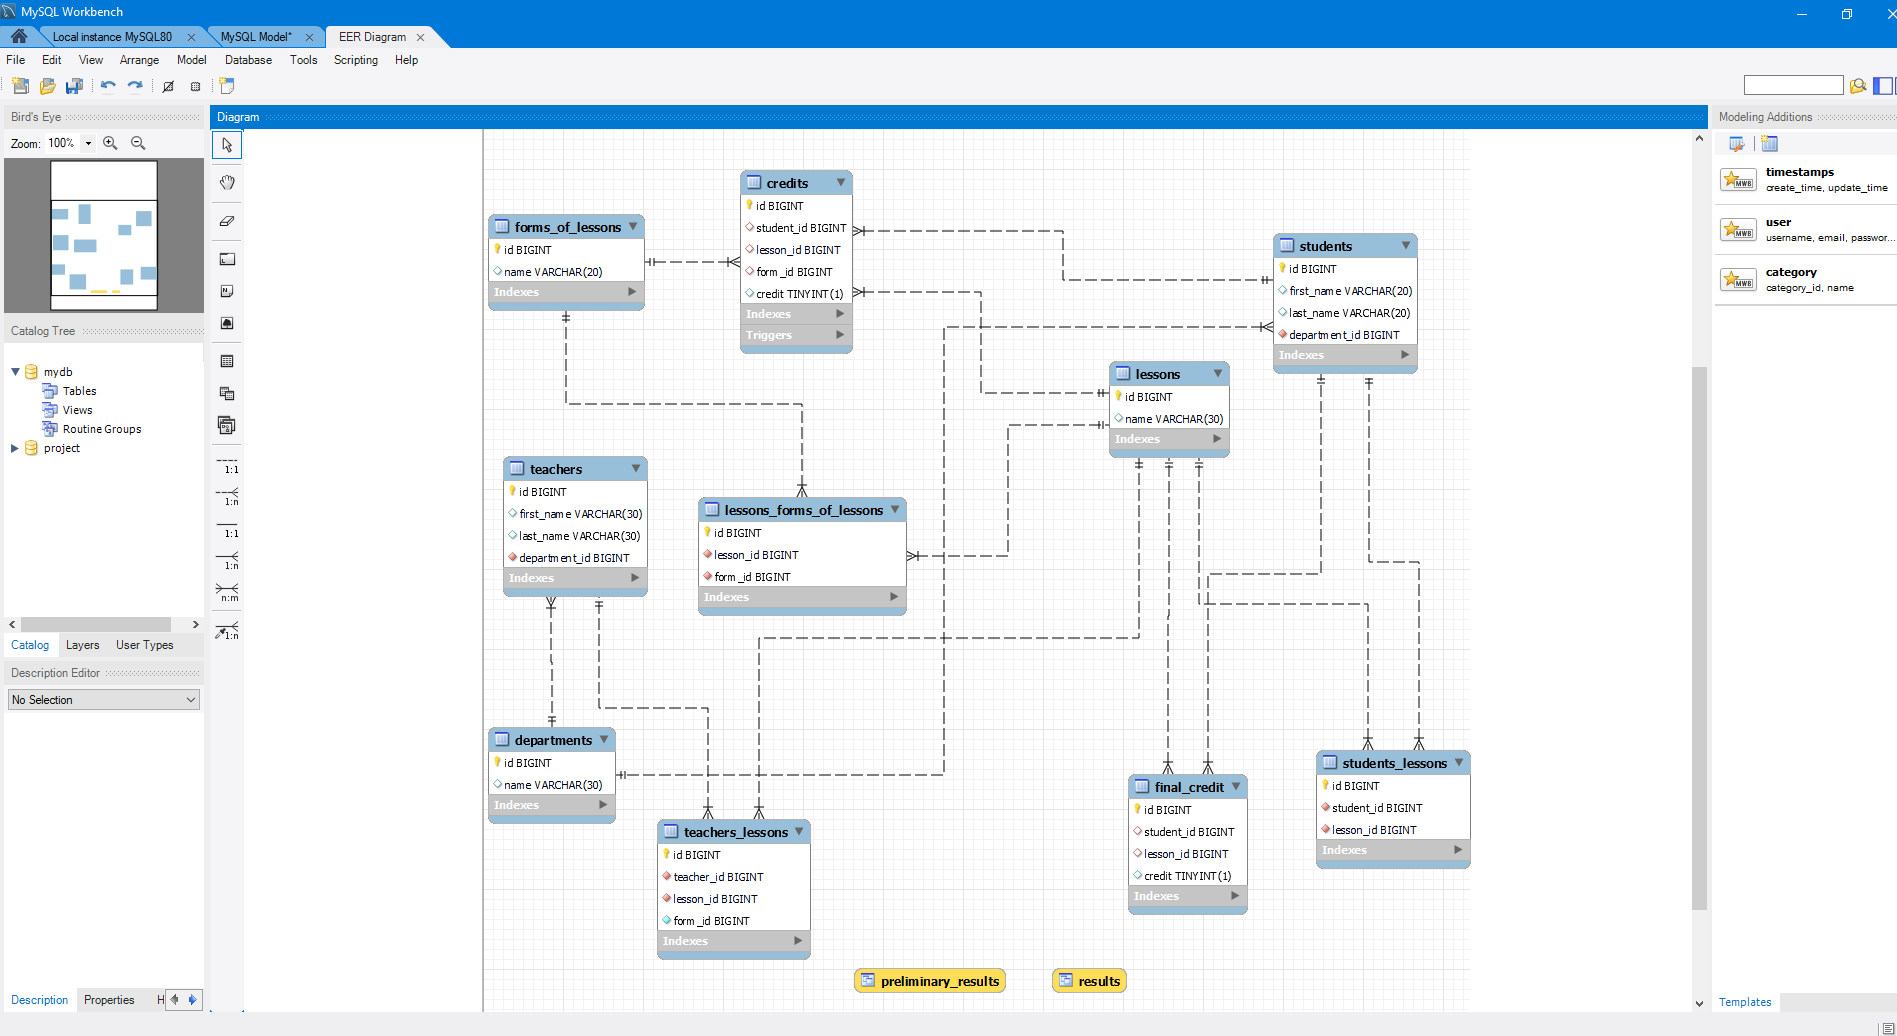 MySQL Workbench
Local instance MySQL80
MySQL Model*
EER Diagram
File Edit View Arrange Model Database Tools Scripting Help
Bird's Eye
Zoom: 100%
Catalog Tree
mydb
Tables
Views
Routine Groups
project
Catalog Layers User Types
Description Editor
No Selection
Description Properties H
Diagram
1:1
1:n
1:1
1:n
n:m
1:n
credits
id BIGINT
student_id BIGINT
lesson_id BIGINT
form_id BIGINT
credit TINYINT(1)
Indexes
Triggers
forms_of_lessons
id BIGINT
name VARCHAR(20)
Indexes
students
id BIGINT
first_name VARCHAR(20)
last_name VARCHAR(20)
department_id BIGINT
Indexes
lessons
id BIGINT
name VARCHAR(30)
Indexes
teachers
id BIGINT
first_name VARCHAR(30)
last_name VARCHAR(30)
department_id BIGINT
Indexes
lessons_forms_of_lessons
id BIGINT
lesson_id BIGINT
form_id BIGINT
Indexes
departments
id BIGINT
name VARCHAR(30)
Indexes
teachers_lessons
id BIGINT
teacher_id BIGINT
lesson_id BIGINT
form_id BIGINT
Indexes
final_credit
id BIGINT
student_id BIGINT
lesson_id BIGINT
credit TINYINT(1)
Indexes
students_lessons
id BIGINT
student_id BIGINT
lesson_id BIGINT
Indexes
preliminary_results
results
Modeling Additions
MWB
timestamps
create_time, update_time
MWB
user
username, email, passwor...
MWB
category
category_id, name
Templates